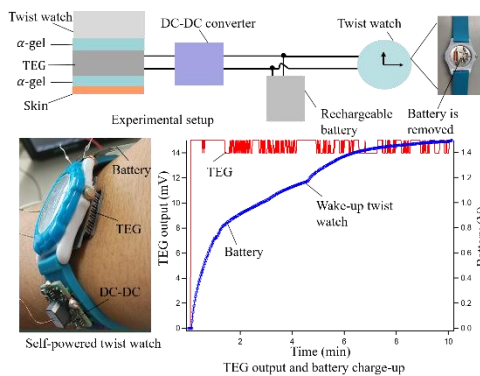 Twist watch
DC-DC converter
Twist watch
α-gel
TEG
α-gel
Skin
Experimental setup
Rechargeable
battery
Battery is
removed
Battery
TEG
DC-DC
Self-powered twist watch
TEG output (mV)
14
12
10
8
6
4
2
0
TEG
Battery
Wake-up twist
watch
1.4
1.2
1.0
0.8
0.6
0.4
0.2
0.0
2
4
6
8
10
Time (min)
TEG output and battery charge-up